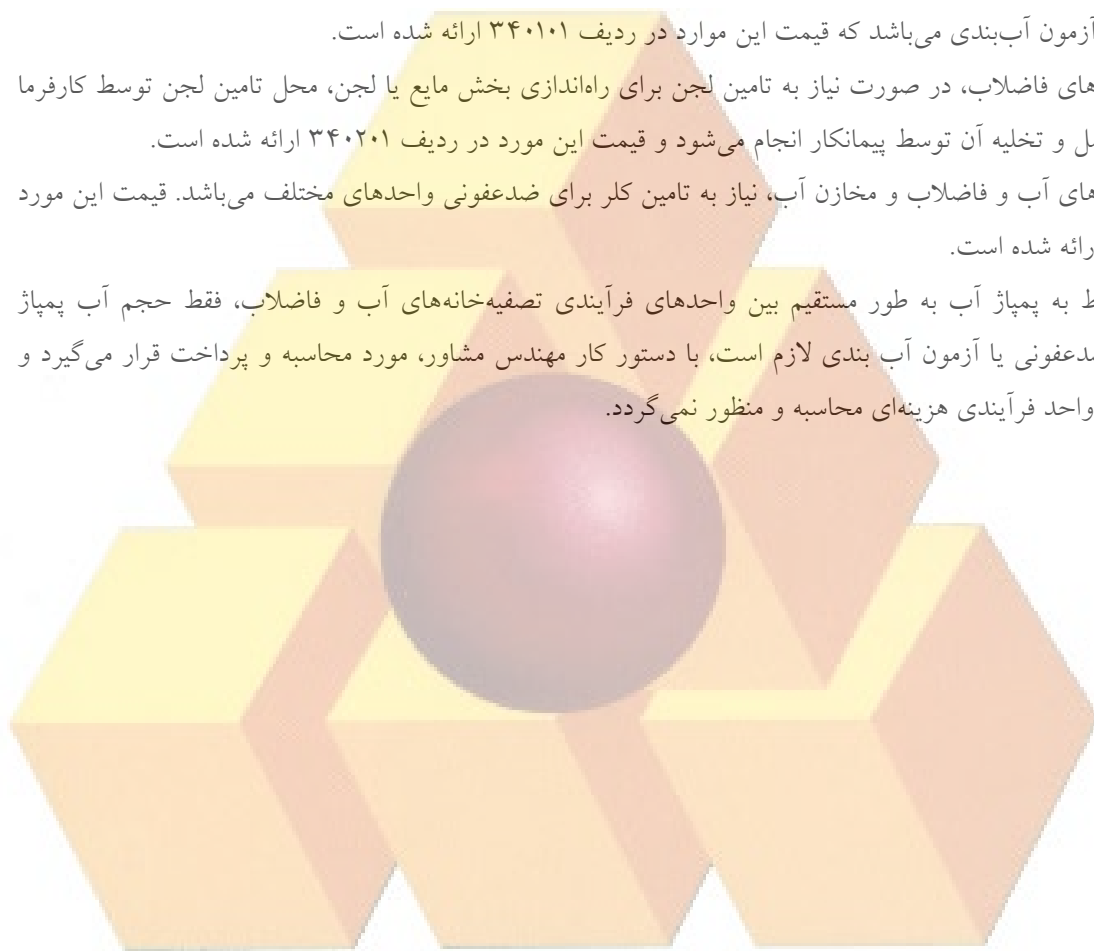 آزمون آب‌بندی می‌باشد که قیمت این موارد در ردیف ۳۴۰۱۰۱ ارائه شده است.
های فاضلاب، در صورت نیاز به تامین لجن برای راه‌اندازی بخش مایع یا لجن، محل تامین لجن توسط کارفرما
ل و تخلیه آن توسط پیمانکار انجام می‌شود و قیمت این مورد در ردیف ۳۴۰۲۰۱ ارائه شده است.
های آب و فاضلاب و مخازن آب، نیاز به تامین کلر برای ضدعفونی واحدهای مختلف می‌باشد. قیمت این مورد
رائه شده است.
ط به پمپاژ آب به طور مستقیم بین واحدهای فرآیندی تصفیه‌خانه‌های آب و فاضلاب، فقط حجم آب پمپاژ
دعفونی یا آزمون آب بندی لازم است، با دستور کار مهندس مشاور، مورد محاسبه و پرداخت قرار می‌گیرد و
واحد فرآیندی هزینه‌ای محاسبه و منظور نمی‌گردد.